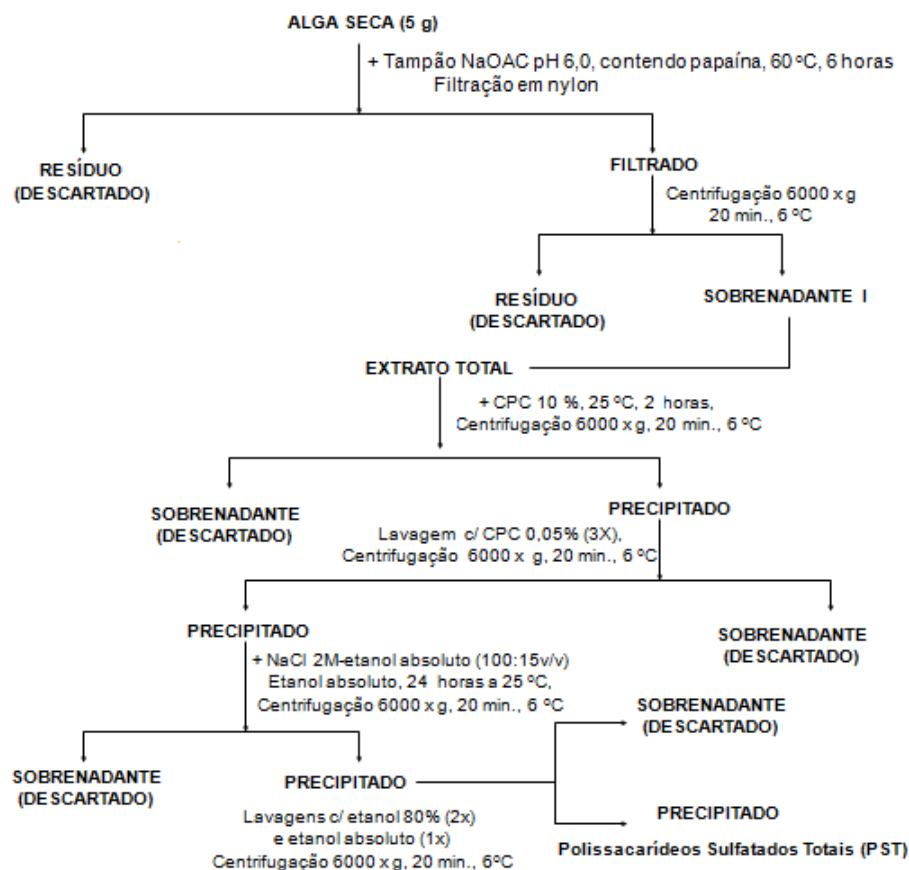 ALGA SECA (5 g)
+ Tampão NaOAC pH 6,0, contendo papaína, 60 ºC, 6 horas
Filtração em nylon
RESÍDUO
(DESCARTADO)
FILTRADO
Centrifugação 6000 x g
20 min., 6 ºC
RESÍDUO
(DESCARTADO)
SOBRENADANTE I
EXTRATO TOTAL
+ CPC 10 %, 25 ºC, 2 horas,
Centrifugação 6000 x g, 20 min., 6 ºC
SOBRENADANTE
(DESCARTADO)
PRECIPITADO
Lavagem c/ CPC 0,05% (3X),
Centrifugação 6000 x g, 20 min., 6 ºC
PRECIPITADO
SOBRENADANTE
(DESCARTADO)
+ NaCl 2M-etanol absoluto (100:15v/v)
Etanol absoluto, 24 horas a 25 ºC,
Centrifugação 6000 x g, 20 min., 6 ºC
SOBRENADANTE
(DESCARTADO)
SOBRENADANTE
(DESCARTADO)
PRECIPITADO
Lavagens c/ etanol 80% (2x)
e etanol absoluto (1x)
Centrifugação 6000 x g, 20 min., 6ºC
PRECIPITADO
Polissacarídeos Sulfatados Totais (PST)